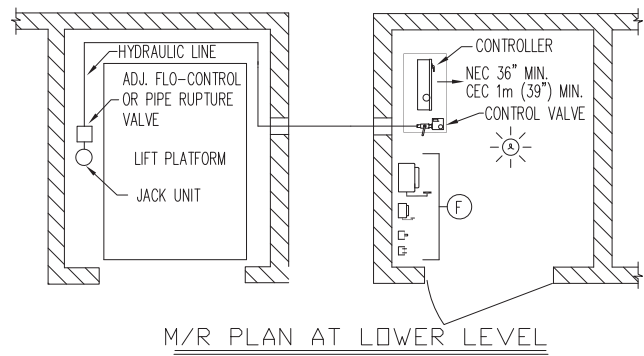 HYDRAULIC LINE
ADJ. FLO-CONTROL
OR PIPE RUPTURE
VALVE
LIFT PLATFORM
JACK UNIT
CONTROLLER
NEC 36" MIN.
CEC 1m (39") MIN.
CONTROL VALVE
F
M/R PLAN AT LOWER LEVEL